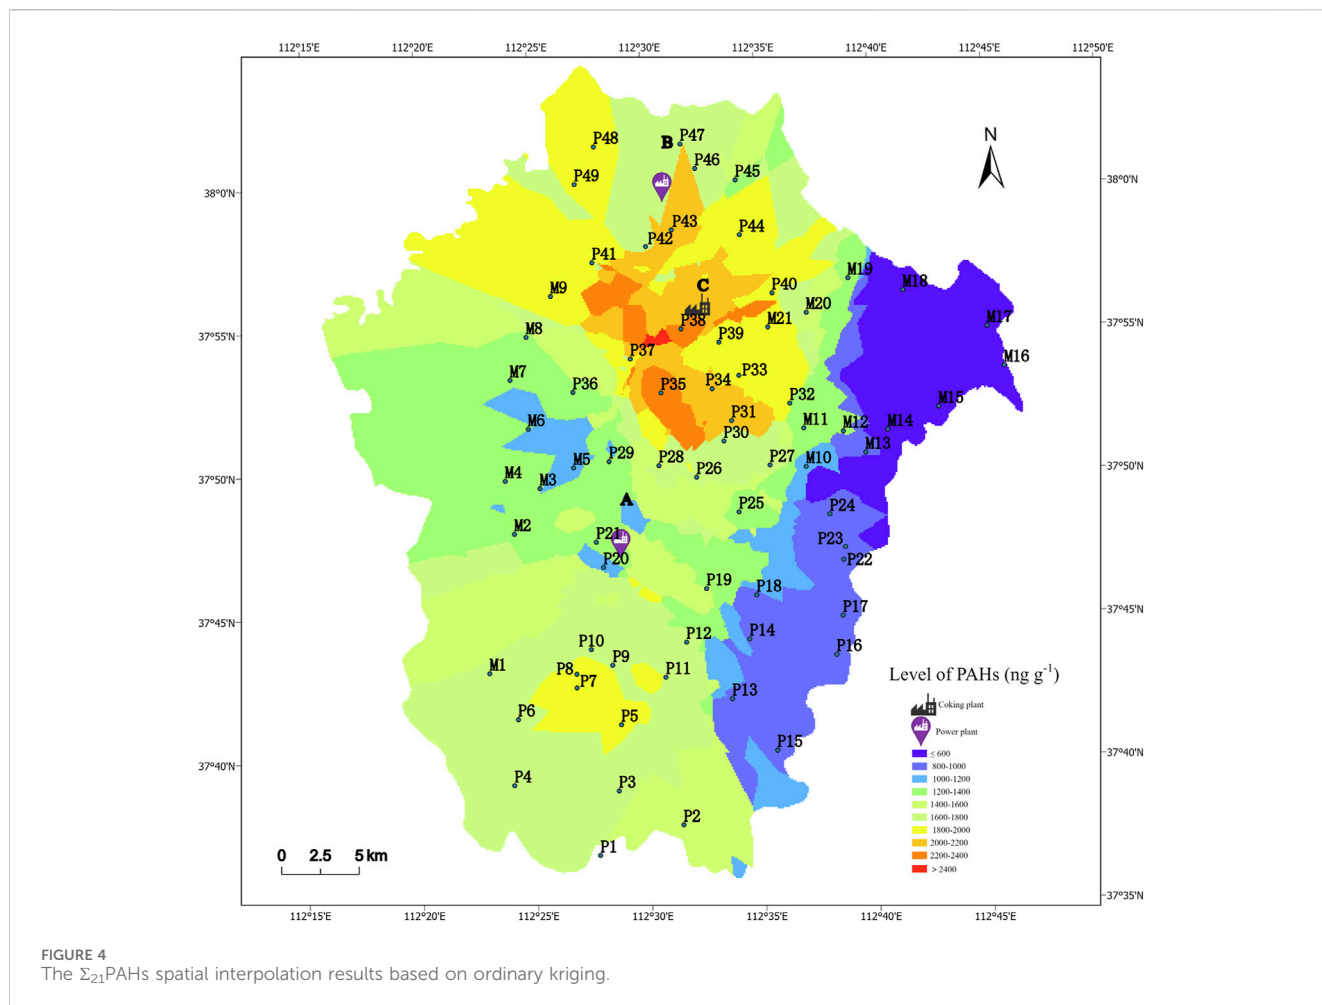 112°15'E 112°20'E 112°25'E 112°30'E 112°35'E 112°40'E 112°45'E 112°50'E
N
P48
B P47
P46
P49
P45
38°0'N 38°0'N
P43
P44
P42
P41
M19
M18
C
P40
M9
M20
M17
P38
M21
37°55'N 37°55'N
M8
P39
P37
M16
M7
P36
P35
P34
P33
P32
M15
M6
P31
M11
M12
M14
P30
M13
M5
P29
P28
P27
M10
37°50'N 37°50'N
M4
M3
P26
A
P25
P24
M2
P21
P23
P20
P22
P19
P18
37°45'N 37°45'N
P17
P12
P14
P10
P9
P16
M1
P8
P11
P7
P13
P6
P5
P15
37°40'N 37°40'N
P4
P3
P2
P1
37°35'N
Level of PAHs (ng g⁻¹)
Coking plant
Power plant
≤ 600
800-1000
1000-1200
1200-1400
1400-1600
1600-1800
1800-2000
2000-2200
2200-2400
> 2400
0 2.5 5 km
112°15'E 112°20'E 112°25'E 112°30'E 112°35'E 112°40'E 112°45'E
FIGURE 4
The Σ₂₁PAHs spatial interpolation results based on ordinary kriging.